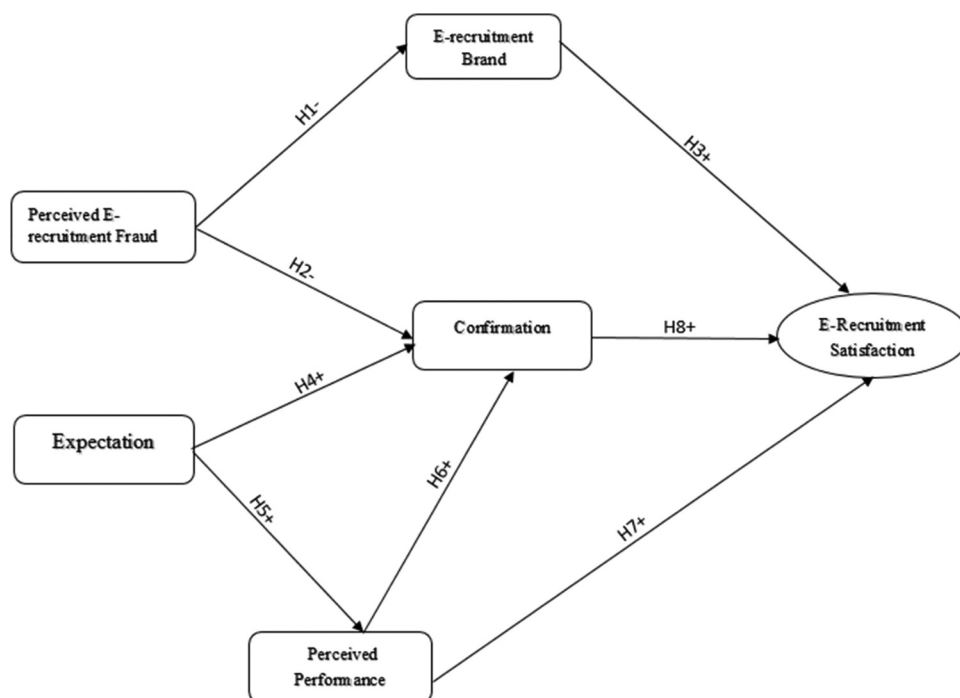 E-recruitment
Brand
H1-
H3+
Perceived E-
recruitment Fraud
H2-
Confirmation
H8+
E-Recruitment
Satisfaction
H4+
Expectation
H5+
H6+
H7+
Perceived
Performance